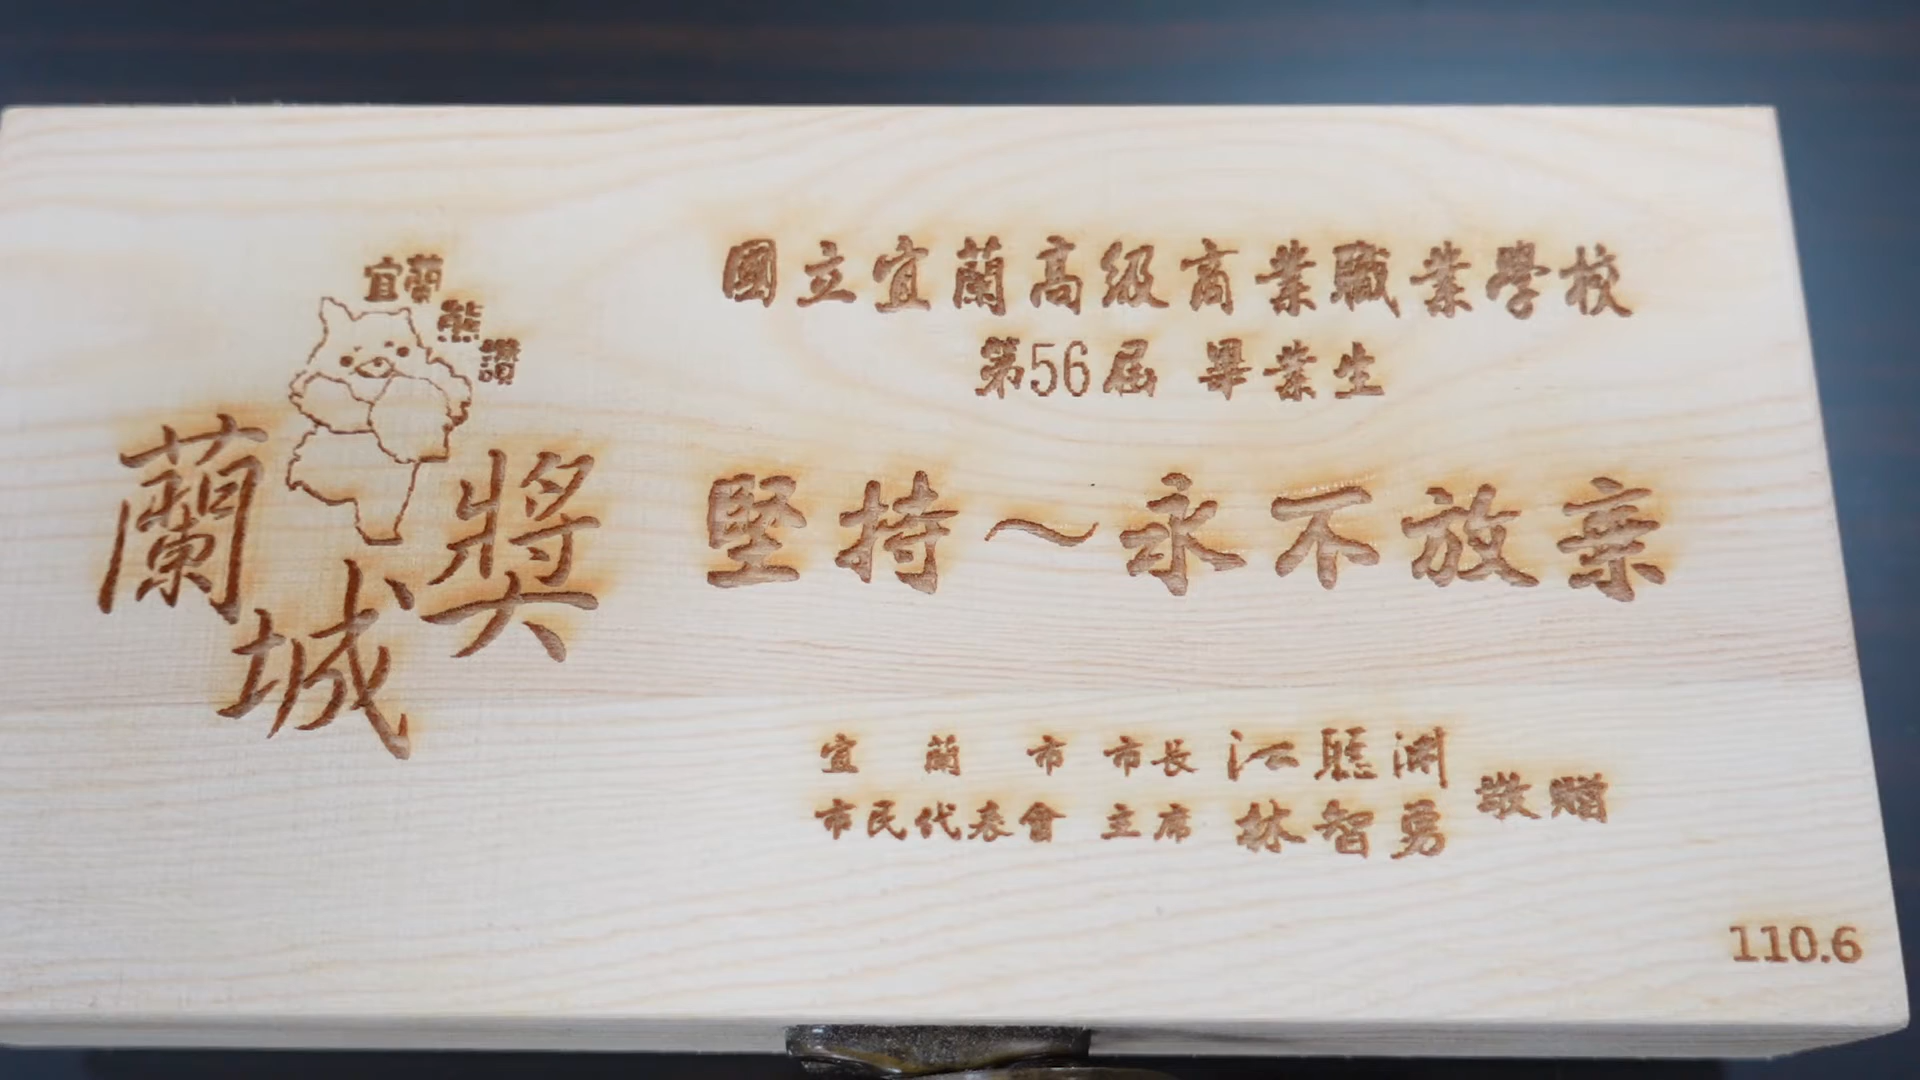 宜蘭熊讚
蘭城獎
國立宜蘭高級商業職業學校
第56屆 畢業生
堅持～永不放棄
宜蘭市 市長 江聰淵
市民代表會 主席 林智勇
敬贈
110.6